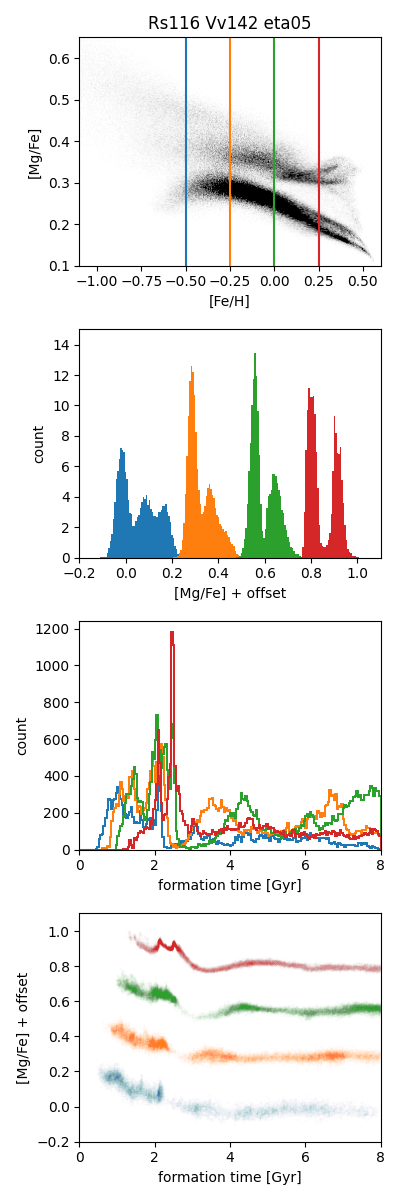 Rs116 Vv142 eta05
0.6
0.5
0.4
0.3
0.2
0.1
[Mg/Fe]
−1.00 −0.75 −0.50 −0.25 0.00 0.25 0.50
[Fe/H]
14
12
10
8
6
4
2
0
count
−0.2 0.0 0.2 0.4 0.6 0.8 1.0
[Mg/Fe] + offset
1200
1000
800
600
400
200
0
count
0 2 4 6 8
formation time [Gyr]
1.0
0.8
0.6
0.4
0.2
0.0
−0.2
[Mg/Fe] + offset
0 2 4 6 8
formation time [Gyr]